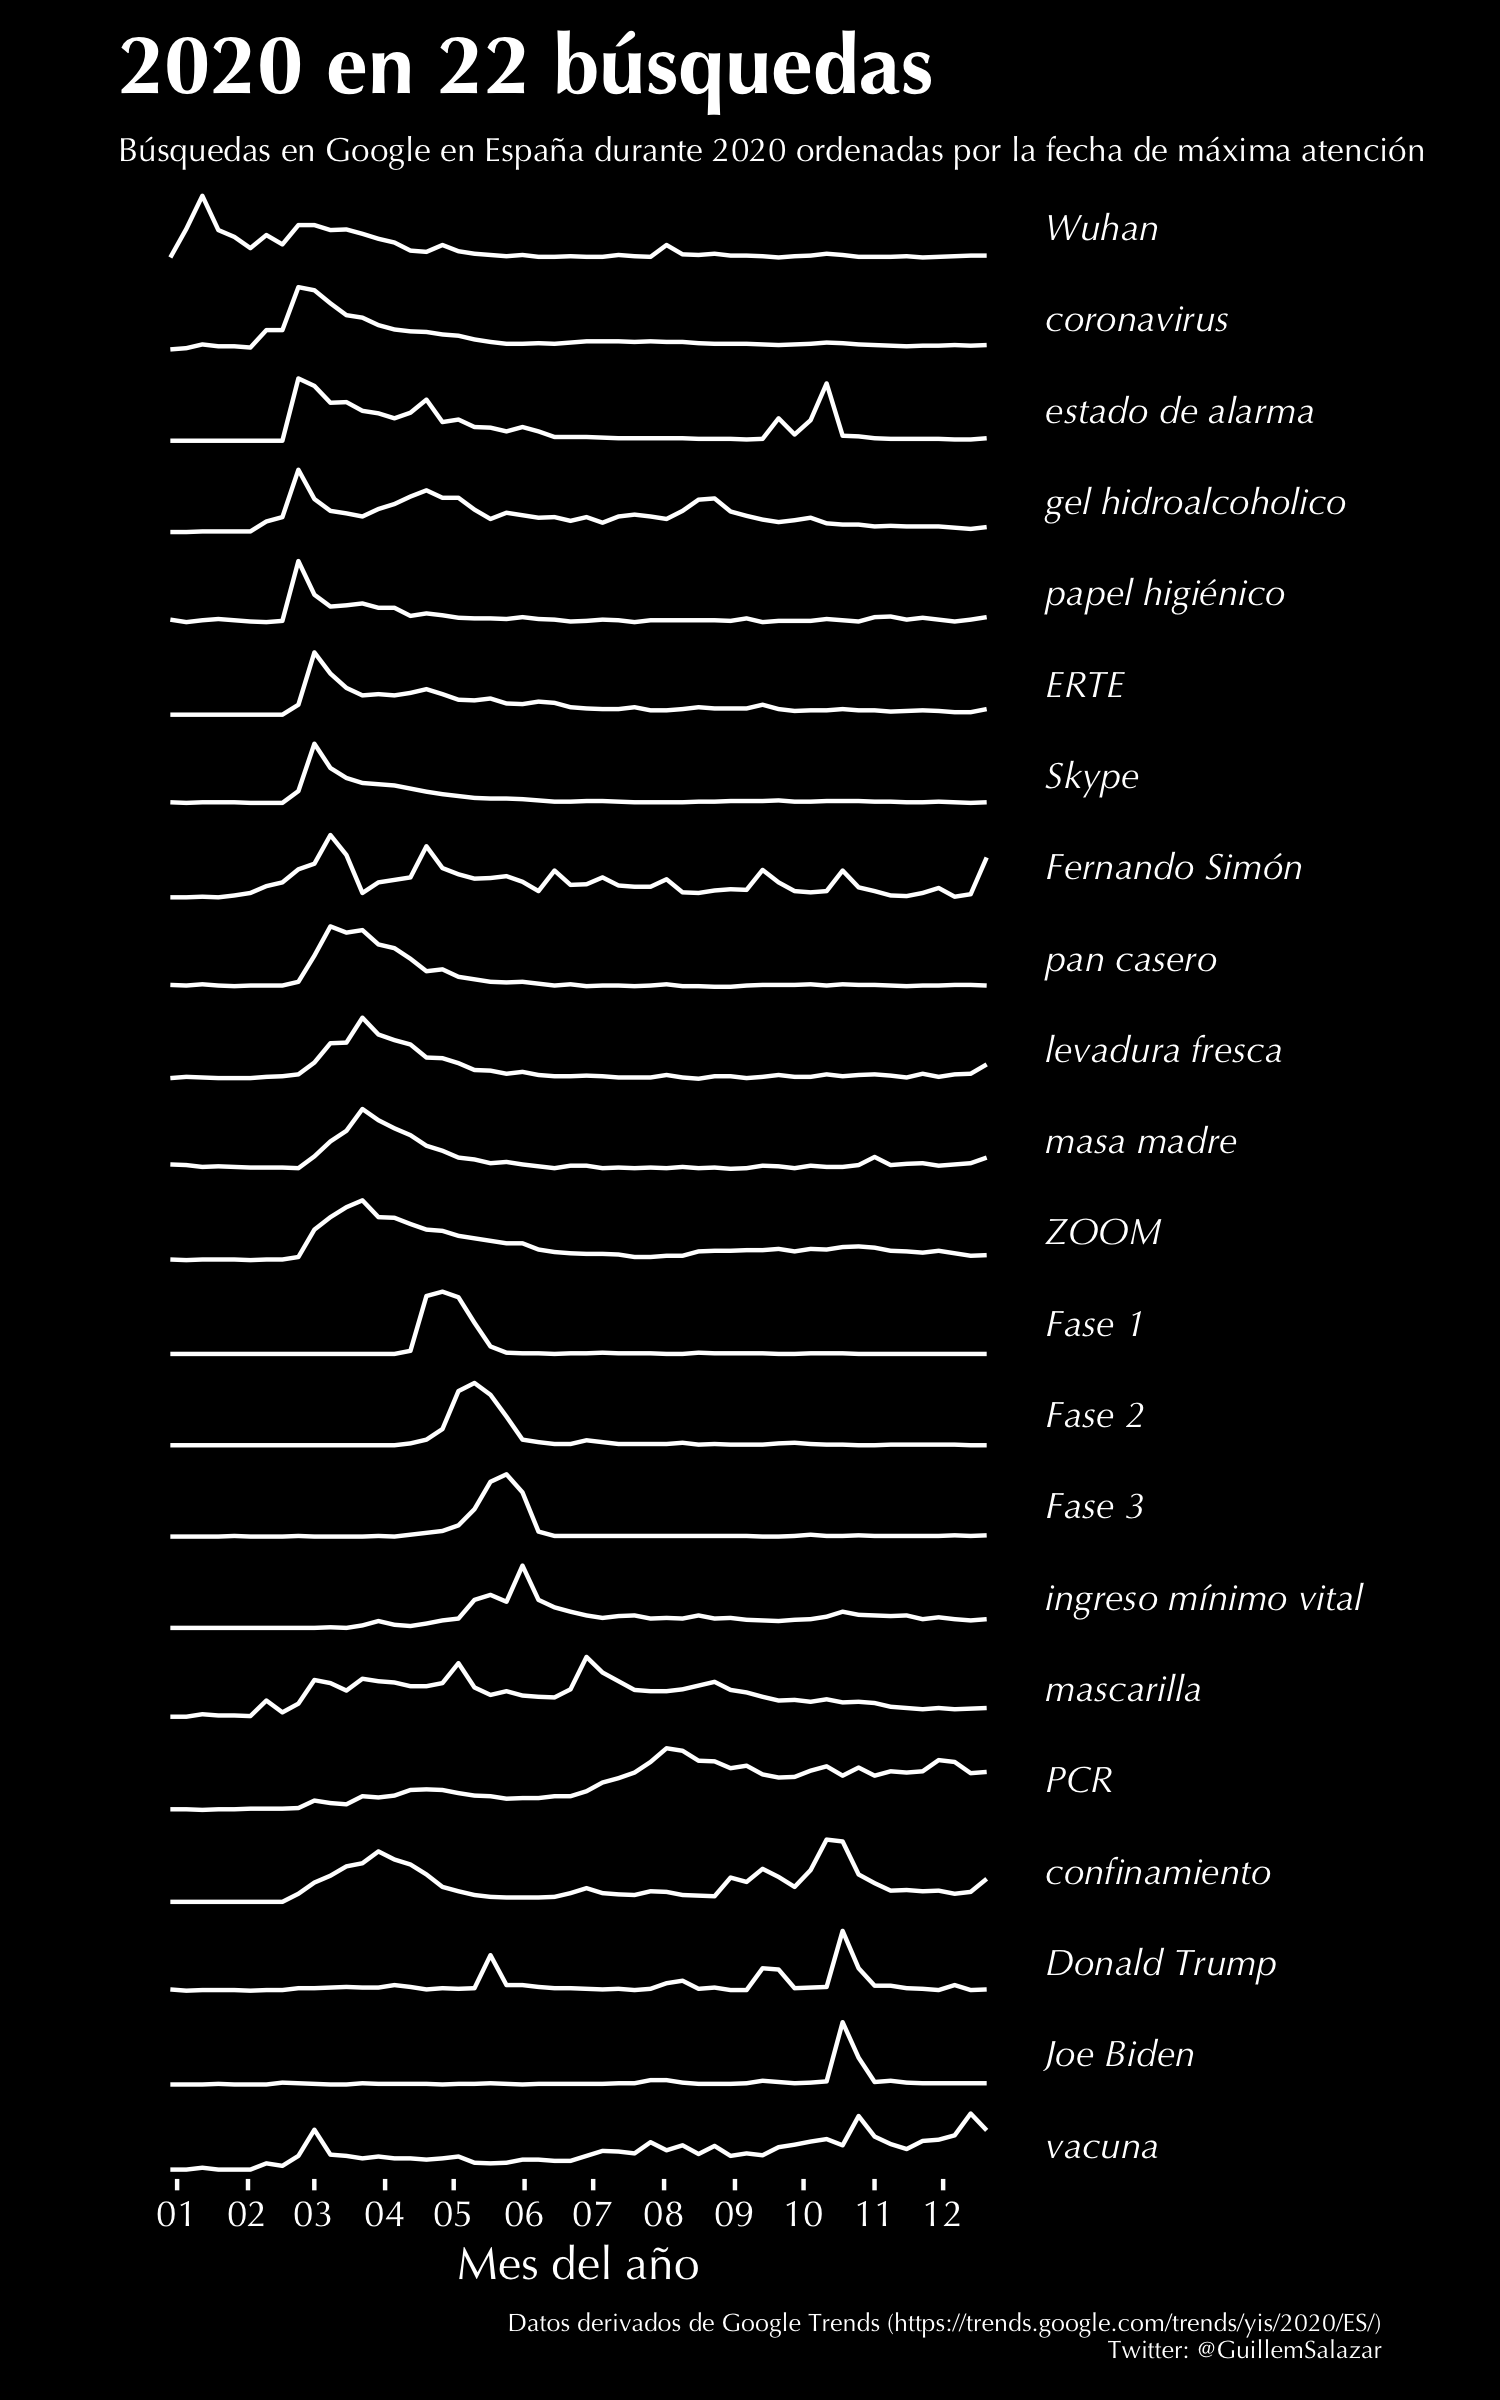 2020 en 22 búsquedas
Búsquedas en Google en España durante 2020 ordenadas por la fecha de máxima atención
Wuhan
coronavirus
estado de alarma
gel hidroalcoholico
papel higiénico
ERTE
Skype
Fernando Simón
pan casero
levadura fresca
masa madre
ZOOM
Fase 1
Fase 2
Fase 3
ingreso mínimo vital
mascarilla
PCR
confinamiento
Donald Trump
Joe Biden
vacuna
01 02 03 04 05 06 07 08 09 10 11 12
Mes del año
Datos derivados de Google Trends (https://trends.google.com/trends/yis/2020/ES/)
Twitter: @GuillemSalazar